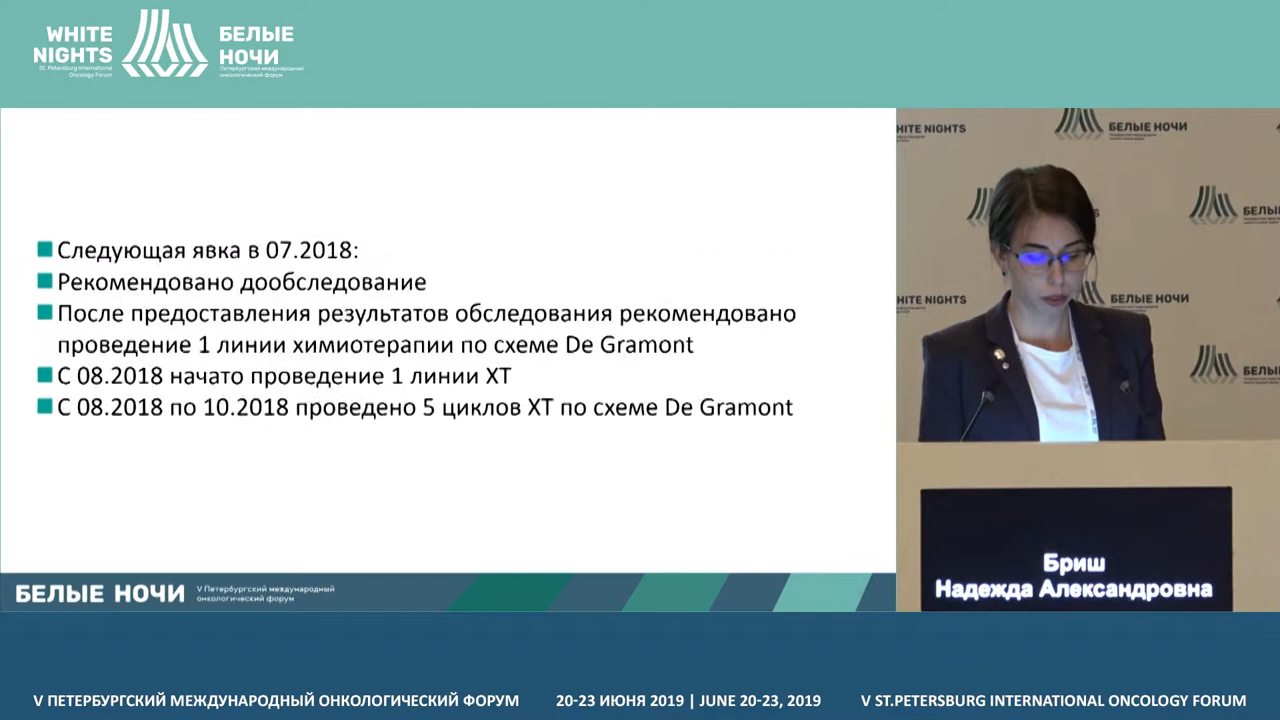 WHITE
NIGHTS
St. Petersburg International
Oncology Forum
БЕЛЫЕ
НОЧИ
Петербургский международный
онкологический форум
Следующая явка в 07.2018:
Рекомендовано дообследование
После предоставления результатов обследования рекомендовано
проведение 1 линии химиотерапии по схеме De Gramont
С 08.2018 начато проведение 1 линии ХТ
С 08.2018 по 10.2018 проведено 5 циклов ХТ по схеме De Gramont
БЕЛЫЕ НОЧИ
V Петербургский международный
онкологический форум
HITE NIGHTS
БЕЛЫЕ НОЧИ
БЕЛЫ
HITE NIGHTS
БЕЛЫЕ НОЧИ
БЕЛЫ
Бриш
Надежда Александровна
V ПЕТЕРБУРГСКИЙ МЕЖДУНАРОДНЫЙ ОНКОЛОГИЧЕСКИЙ ФОРУМ
20-23 ИЮНЯ 2019 | JUNE 20-23, 2019
V ST.PETERSBURG INTERNATIONAL ONCOLOGY FORUM